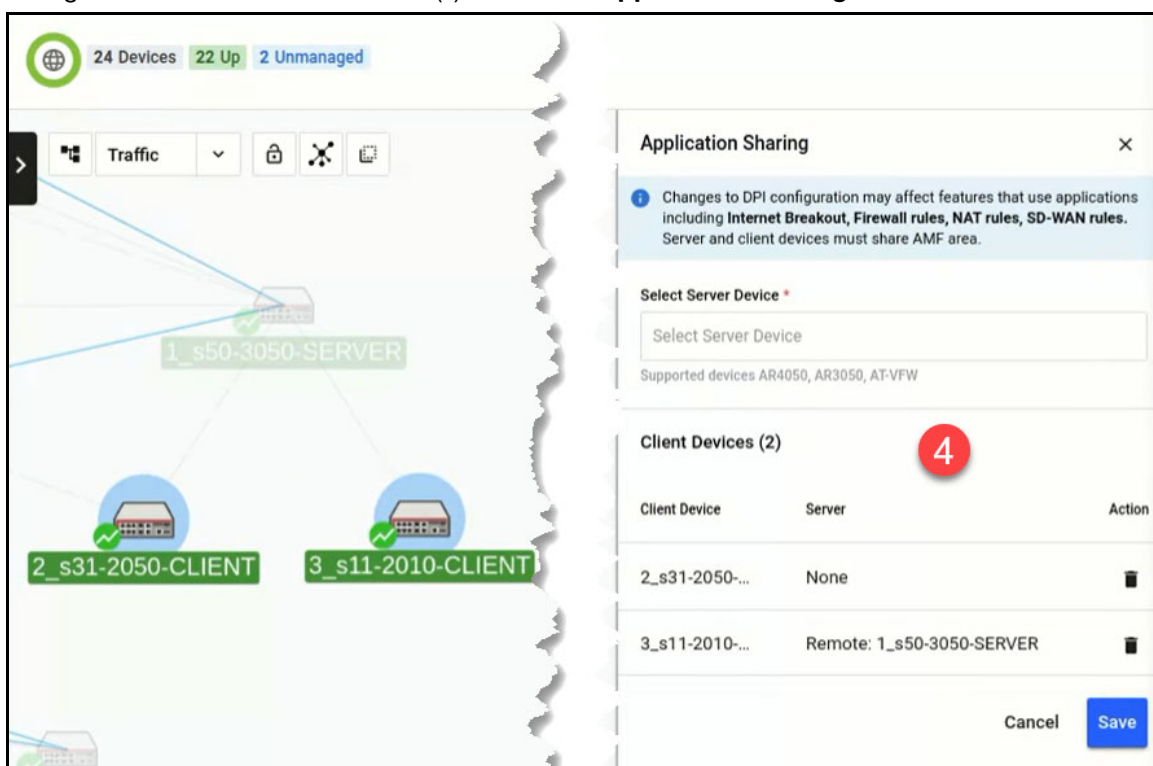 24 Devices 22 Up 2 Unmanaged
Traffic
1_s50-3050-SERVER
2_s31-2050-CLIENT
3_s11-2010-CLIENT
Application Sharing
Changes to DPI configuration may affect features that use applications
including Internet Breakout, Firewall rules, NAT rules, SD-WAN rules.
Server and client devices must share AMF area.
Select Server Device *
Select Server Device
Supported devices AR4050, AR3050, AT-VFW
Client Devices (2)
4
Client Device Server Action
2_s31-2050-... None
3_s11-2010-... Remote: 1_s50-3050-SERVER
Cancel Save